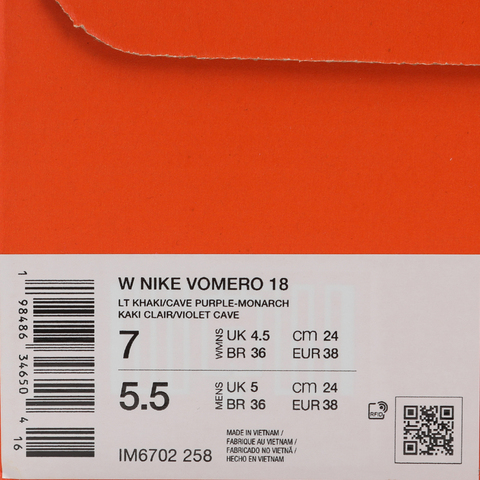 W NIKE VOMERO 18
LT KHAKI/CAVE PURPLE-MONARCH
KAKI CLAIR/VIOLET CAVE
7 WMNS UK 4.5 cm 24
BR 36 EUR 38
5.5 MENS UK 5 cm 24
BR 36 EUR 38
MADE IN VIETNAM /
FABRIQUE AU VIETNAM /
FABRICADO NO VIETNÃ /
HECHO EN VIETNAM
IM6702 258
RFID
1 98486 34650 4 16